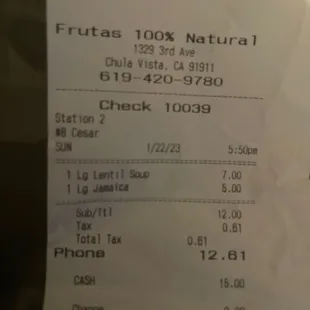 Frutas 100% Natural
1329 3rd Ave
Chula Vista, CA 91911
619-420-9780
Check 10039
Station 2
#8 Cesar
SUN 1/22/23 5:50pm
1 Lg Lentil Soup 7.00
1 Lg Jamaica 5.00
Sub/Ttl 12.00
Tax 0.61
Total Tax 0.61
Phone 12.61
CASH
Change